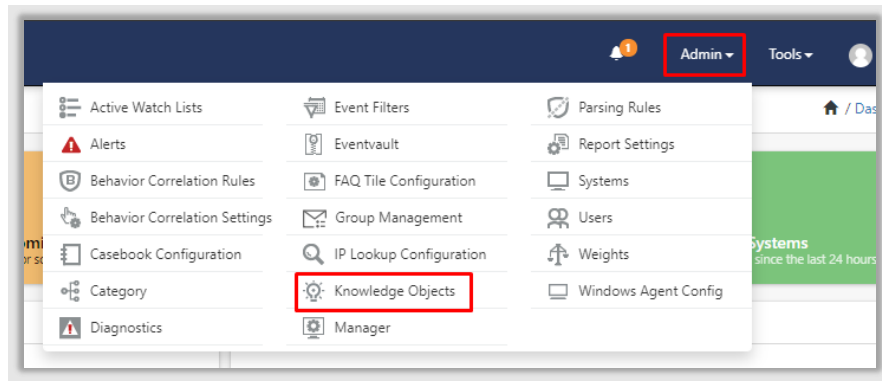 1
Admin
Tools
Active Watch Lists
Event Filters
Parsing Rules
/ Das
Alerts
Eventvault
Report Settings
Behavior Correlation Rules
FAQ Tile Configuration
Systems
Behavior Correlation Settings
Group Management
Users
Casebook Configuration
IP Lookup Configuration
Weights
Systems
since the last 24 hours
Category
Knowledge Objects
Windows Agent Config
Diagnostics
Manager